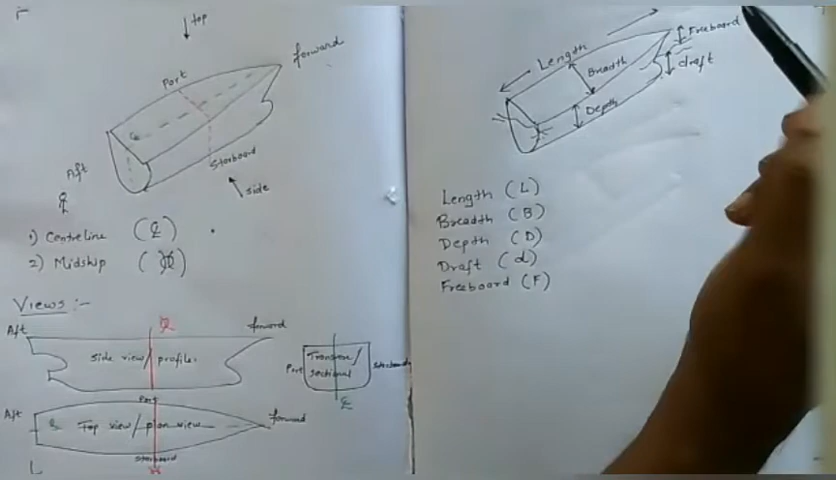 top
forward
Port
℄
Aft
Starboard
side
℄
1) Centreline (℄)
2) Midship ( )
Views :-
Aft
forward
Side view/ profile.
Transverse/
sectional
Port
Starboard
℄
Port
Aft
forward
℄ Top view/plan view
Starboard
Length
Breadth
Depth
Freeboard
draft
Length (L)
Breadth (B)
Depth (D)
Draft (d)
Freeboard (F)